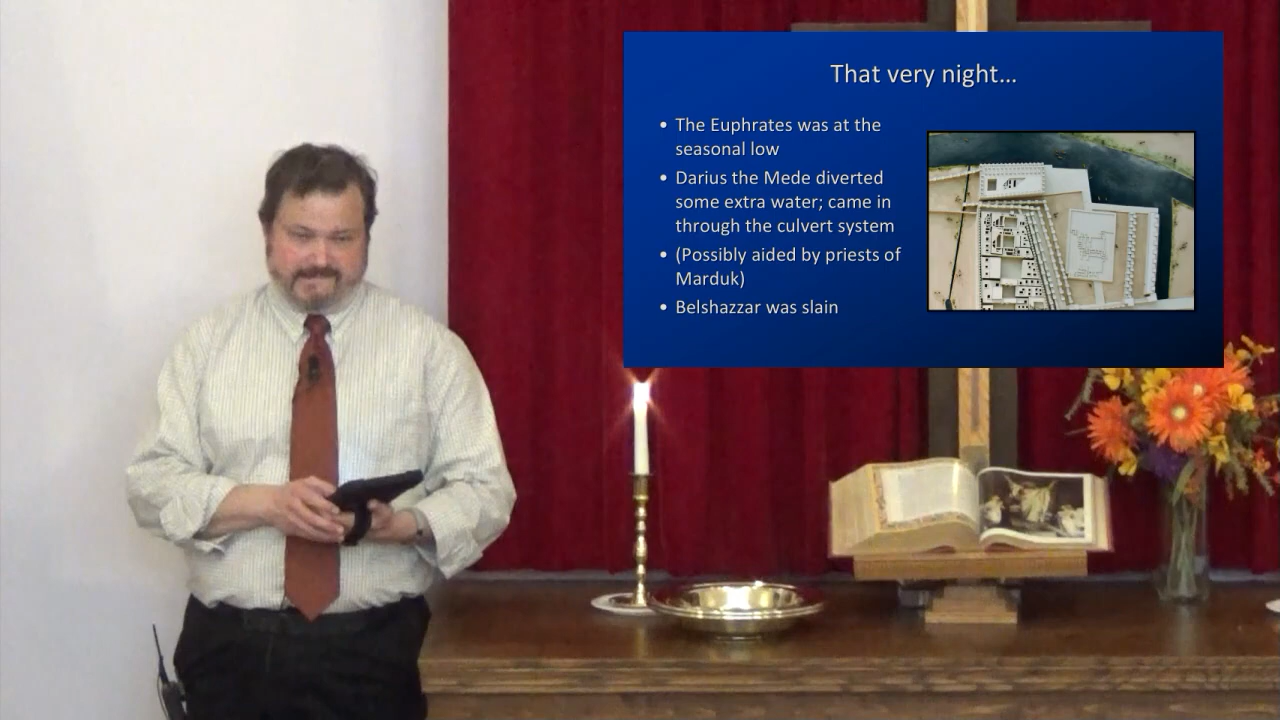 That very night...
• The Euphrates was at the
seasonal low
• Darius the Mede diverted
some extra water; came in
through the culvert system
• (Possibly aided by priests of
Marduk)
• Belshazzar was slain